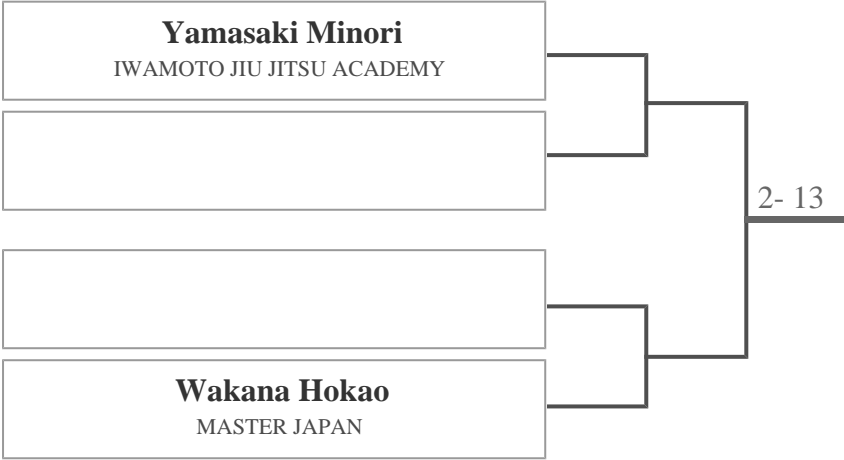 Yamasaki Minori
IWAMOTO JIU JITSU ACADEMY
2- 13
Wakana Hokao
MASTER JAPAN